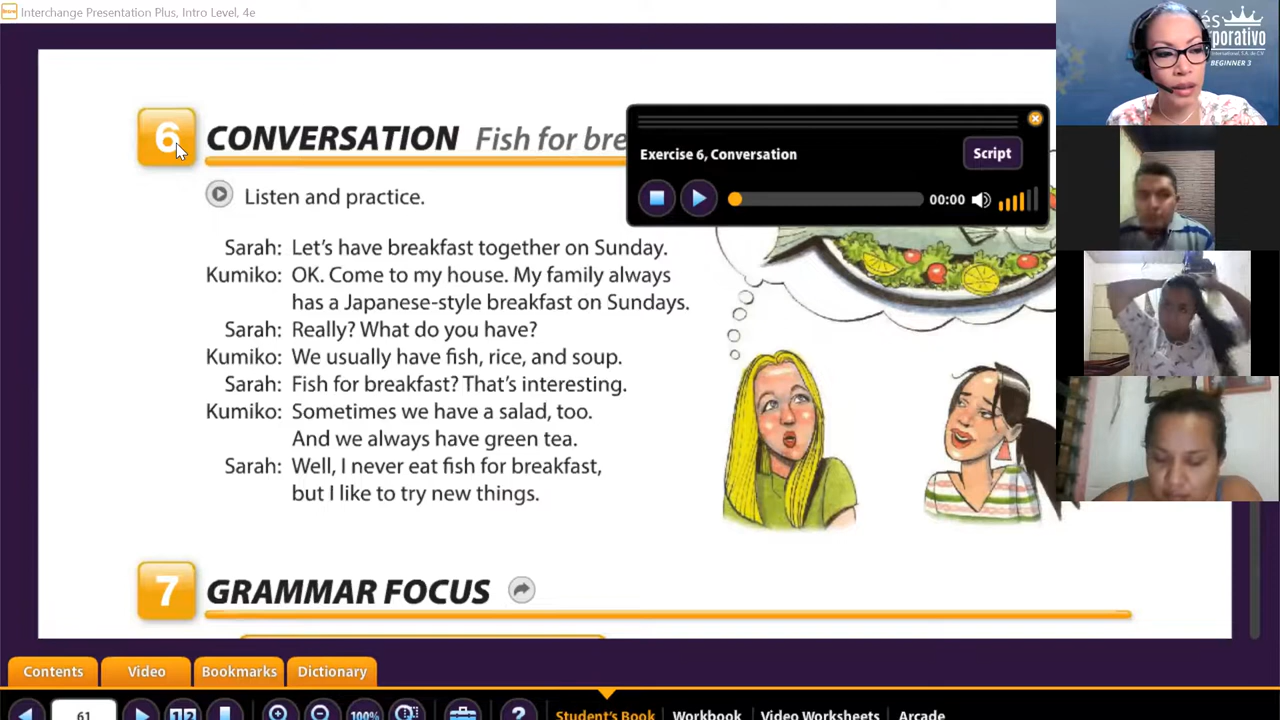 Interchange Presentation Plus, Intro Level, 4e
6 CONVERSATION Fish for bre
Listen and practice.
Sarah: Let's have breakfast together on Sunday.
Kumiko: OK. Come to my house. My family always
has a Japanese-style breakfast on Sundays.
Sarah: Really? What do you have?
Kumiko: We usually have fish, rice, and soup.
Sarah: Fish for breakfast? That's interesting.
Kumiko: Sometimes we have a salad, too.
And we always have green tea.
Sarah: Well, I never eat fish for breakfast,
but I like to try new things.
Exercise 6, Conversation
Script
00:00
7 GRAMMAR FOCUS
Contents Video Bookmarks Dictionary
61 1 2 100% ?
Student's Book Workbook Video Worksheets Arcade
és
porativo
BEGINNER 3